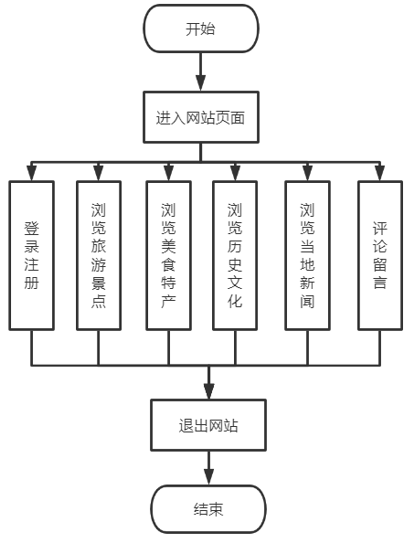 开始
进入网站页面
登录注册
浏览旅游景点
浏览美食特产
浏览历史文化
浏览当地新闻
评论留言
退出网站
结束